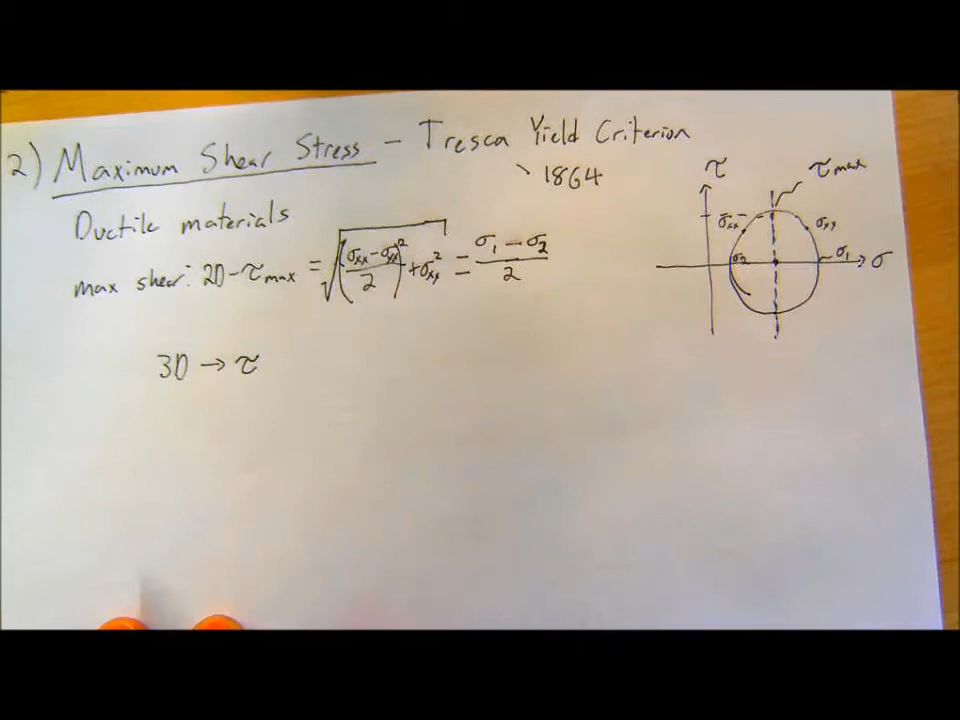 2) Maximum Shear Stress - Tresca Yield Criterion
1864
Ductile materials
max shear: 2D - τmax = √((σxx - σxx)/2)² + σxy² = (σ1 - σ2)/2
3D → τ
τ
τmax
σxx
σxy
σ2
σ1
σ